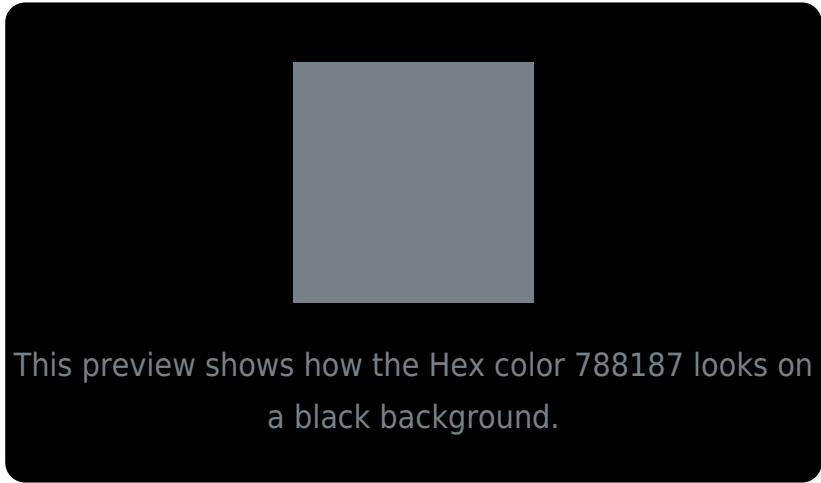 This preview shows how the Hex color 788187 looks on
a black background.